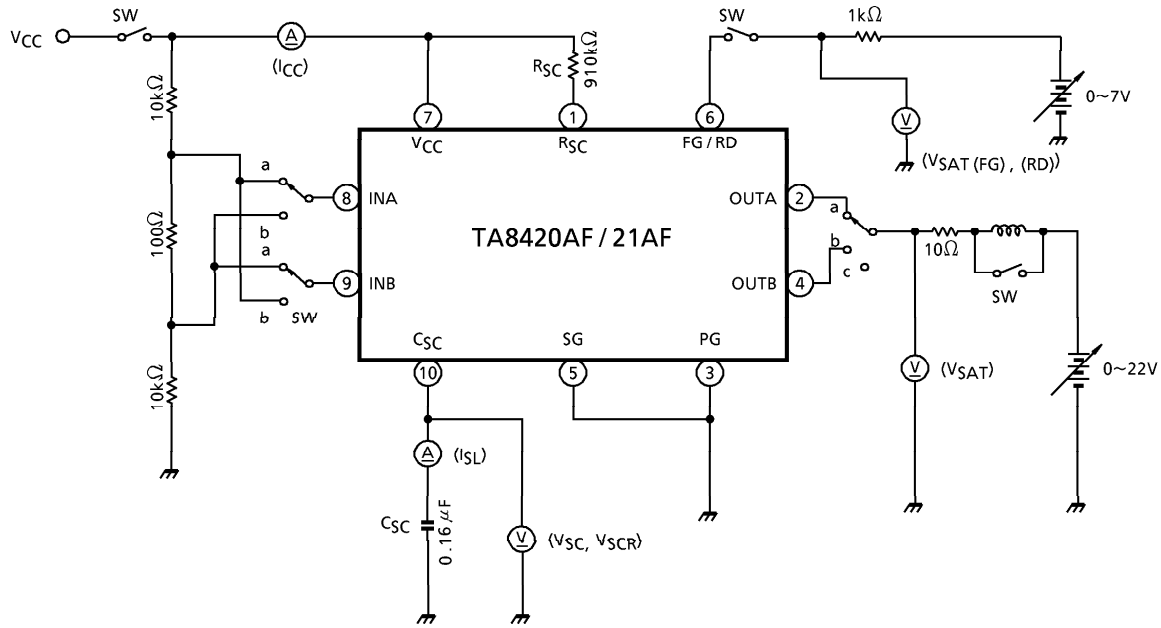 SW
VCC
(ICC)
RSC
910kΩ
SW
1kΩ
0~7V
(VSAT (FG) , (RD))
10kΩ
100Ω
10kΩ
7
VCC
1
RSC
6
FG / RD
a
8
INA
b
a
9
INB
b
SW
TA8420AF / 21AF
OUTA
2
OUTB
4
a
b
c
10Ω
SW
(VSAT)
0~22V
CSC
10
SG
5
PG
3
A
A
V
V
V
(ISL)
CSC
0.16 μF
(VSC, VSCR)